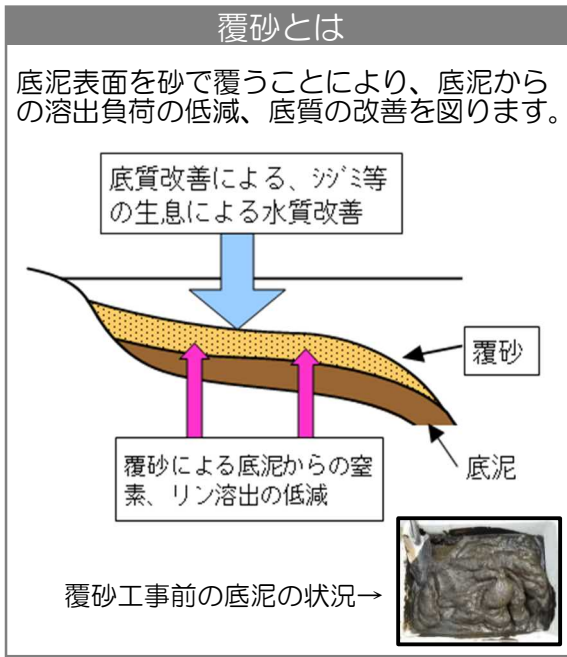 覆砂とは
底泥表面を砂で覆うことにより、底泥から
の溶出負荷の低減、底質の改善を図ります。
底質改善による、ｼｼﾞﾐ等
の生息による水質改善
覆砂
覆砂による底泥からの窒
素、リン溶出の低減
底泥
覆砂工事前の底泥の状況→